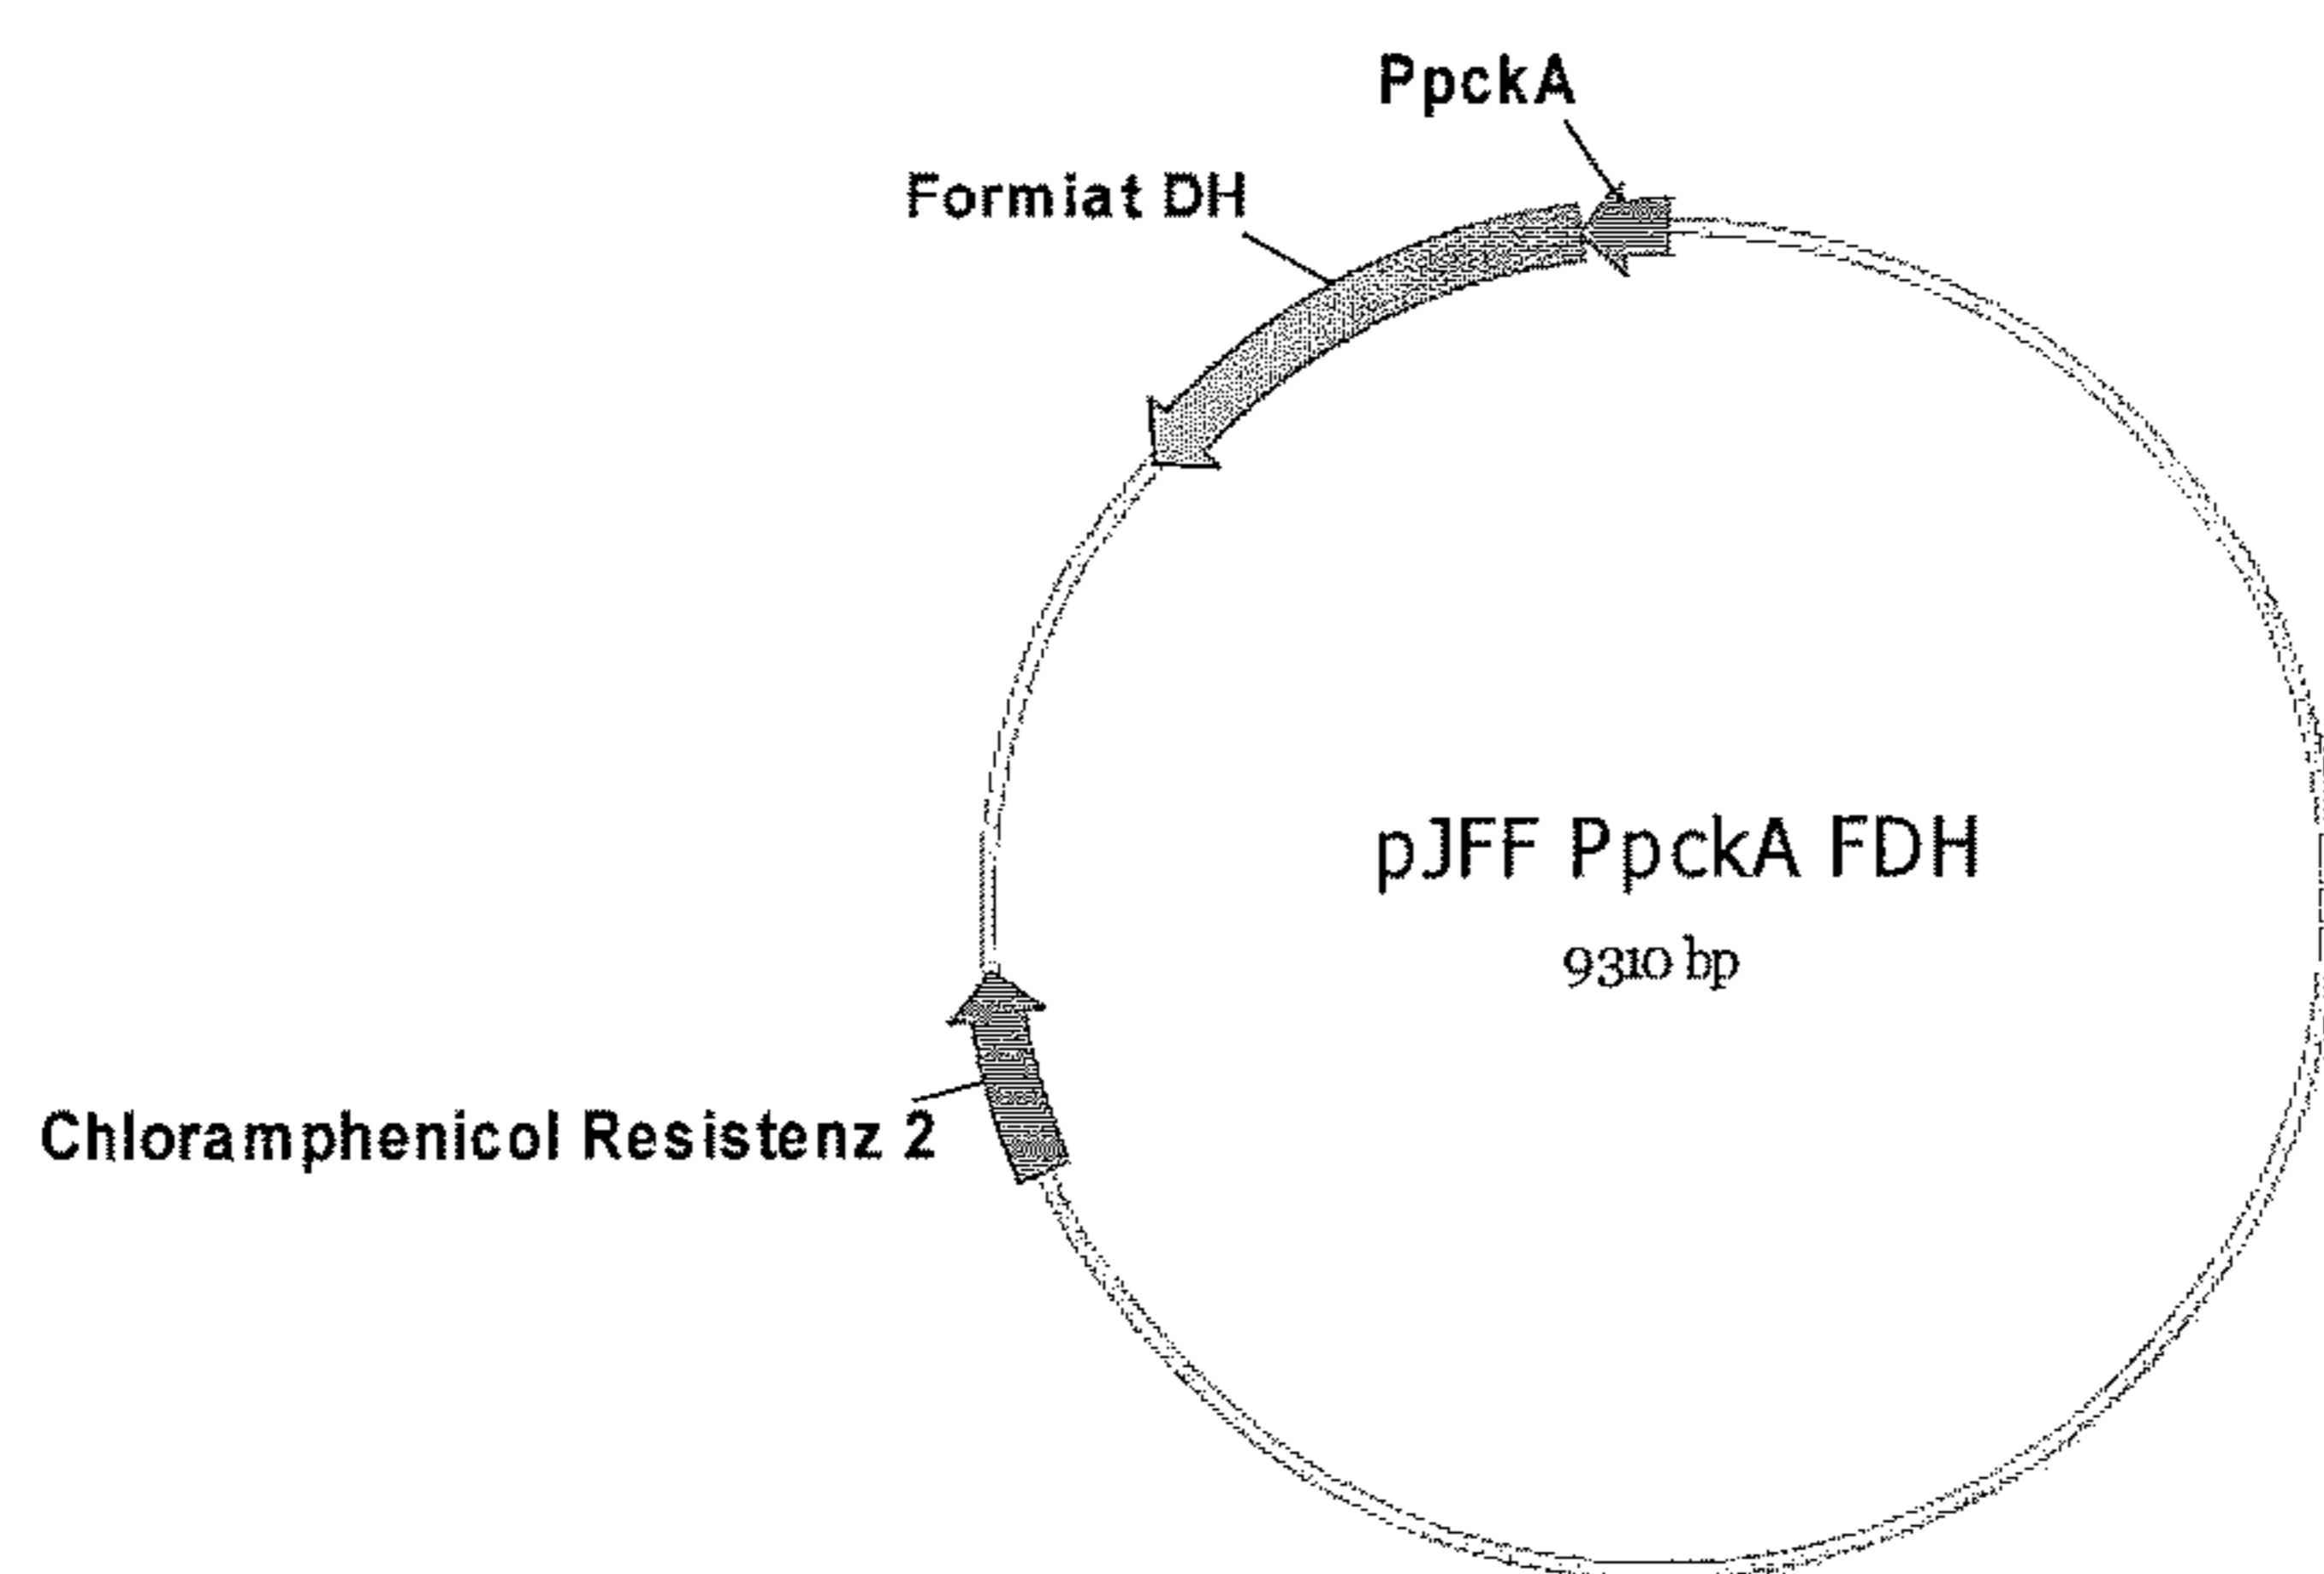 PpckA
Formiat DH
pJFF PpckA FDH
9310 bp
Chloramphenicol Resistenz 2